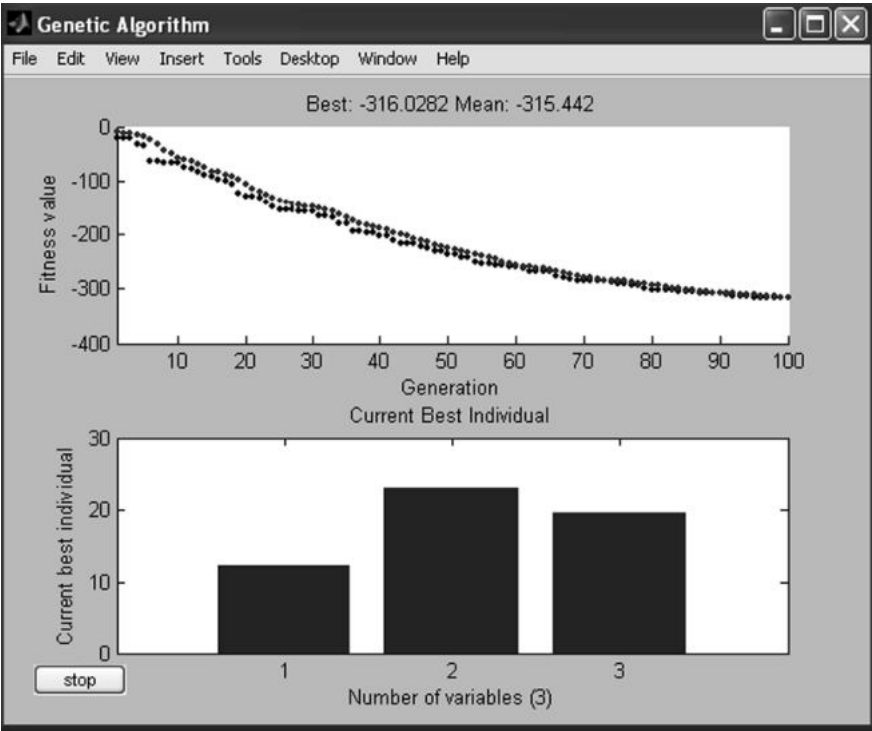 Genetic Algorithm
File Edit View Insert Tools Desktop Window Help
Best: -316.0282 Mean: -315.442
0
-100
-200
-300
-400
Fitness value
10 20 30 40 50 60 70 80 90 100
Generation
Current Best Individual
30
20
10
0
Current best individual
1 2 3
Number of variables (3)
stop